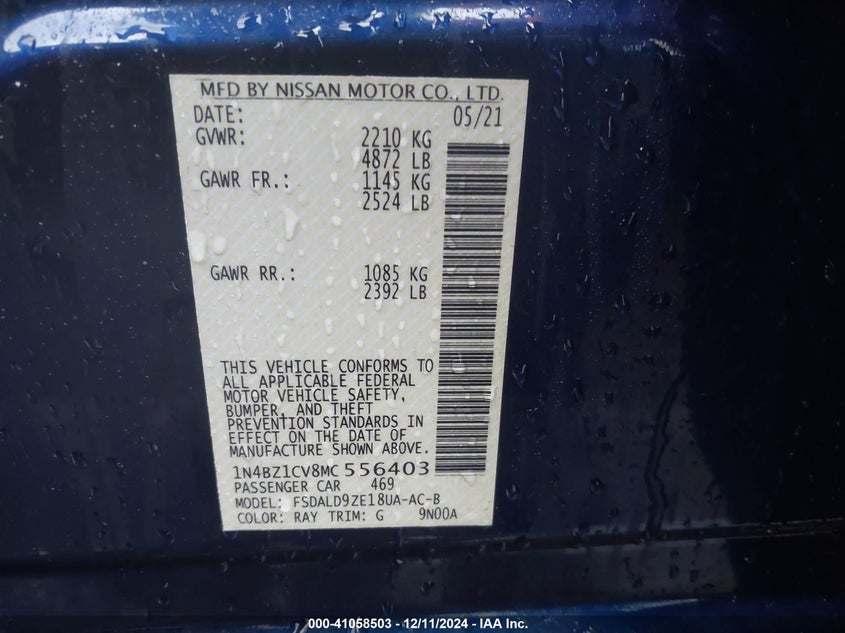 MFD BY NISSAN MOTOR CO., LTD.
DATE: 05/21
GVWR: 2210 KG
4872 LB
GAWR FR.: 1145 KG
2524 LB
GAWR RR.: 1085 KG
2392 LB
THIS VEHICLE CONFORMS TO
ALL APPLICABLE FEDERAL
MOTOR VEHICLE SAFETY,
BUMPER, AND THEFT
PREVENTION STANDARDS IN
EFFECT ON THE DATE OF
MANUFACTURE SHOWN ABOVE.
1N4BZ1CV8MC 556403
PASSENGER CAR 469
MODEL: FSDALD9ZE18UA-AC-B
COLOR: RAY TRIM: G 9N00A
000-41058503 - 12/11/2024 - IAA Inc.